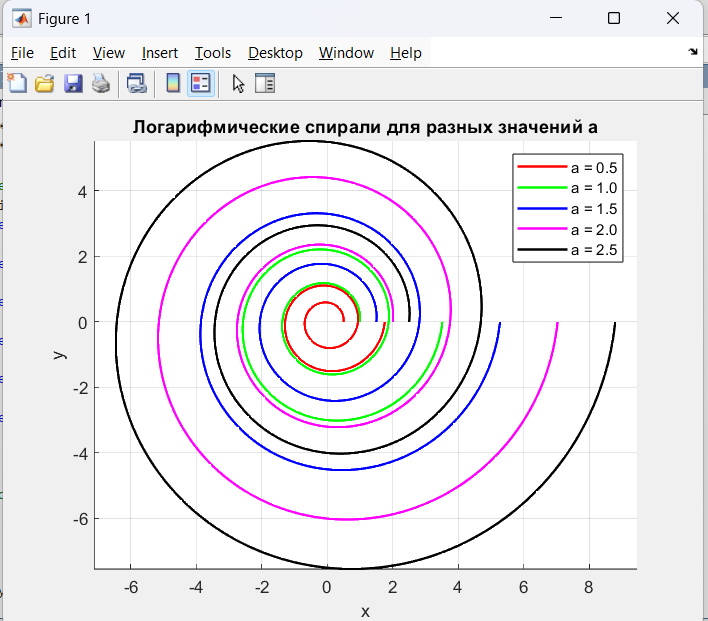 Figure 1
File Edit View Insert Tools Desktop Window Help
Логарифмические спирали для разных значений a
a = 0.5
a = 1.0
a = 1.5
a = 2.0
a = 2.5
4
2
0
-2
-4
-6
y
-6 -4 -2 0 2 4 6 8
x